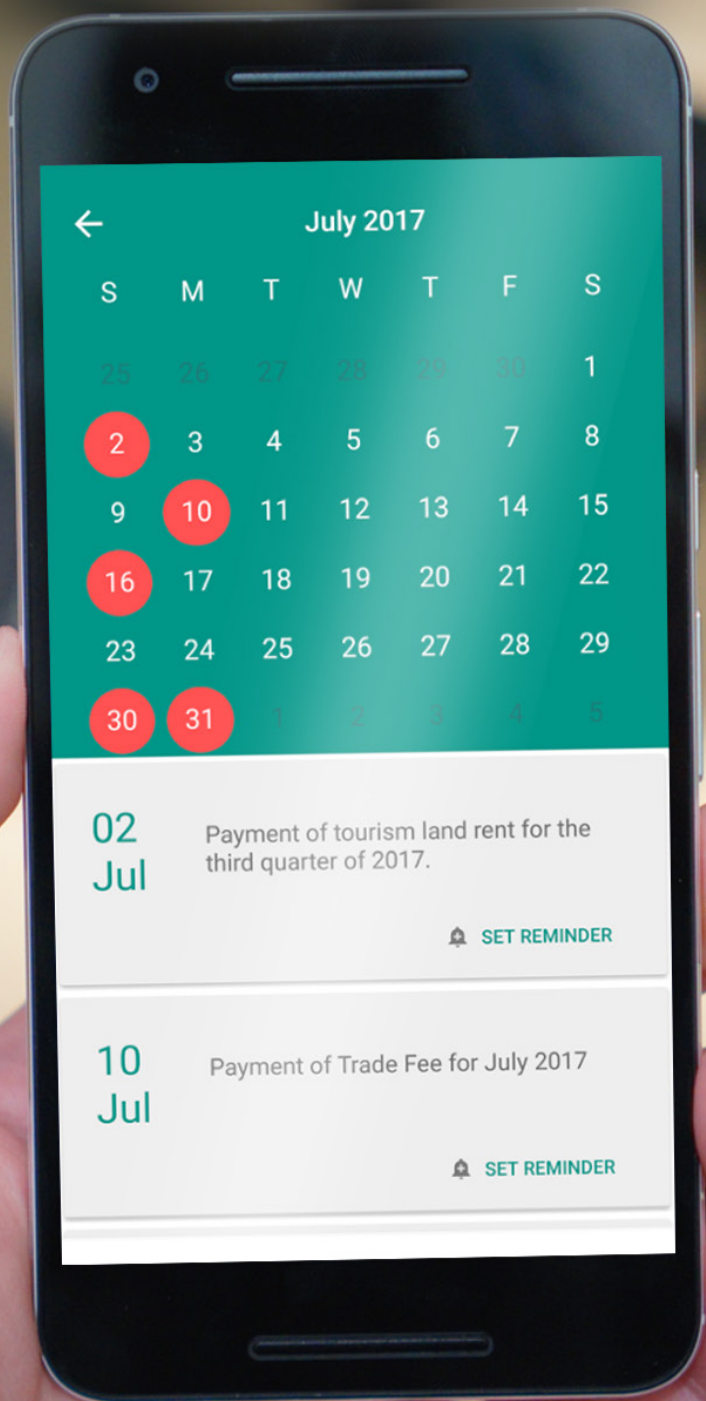 July 2017
S M T W T F S
25 26 27 28 29 30 1
2 3 4 5 6 7 8
9 10 11 12 13 14 15
16 17 18 19 20 21 22
23 24 25 26 27 28 29
30 31 1 2 3 4 5
02
Jul
Payment of tourism land rent for the
third quarter of 2017.
SET REMINDER
10
Jul
Payment of Trade Fee for July 2017
SET REMINDER